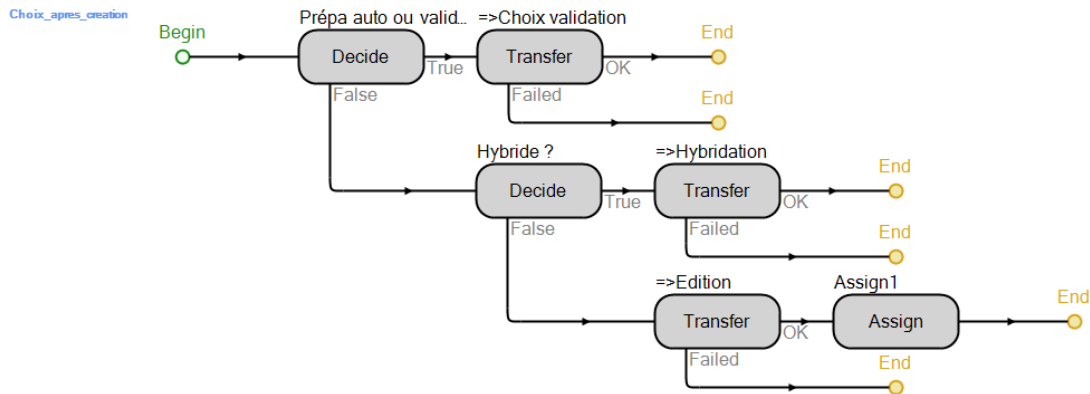 Choix_apres_creation
Begin
Prépa auto ou valid...
Decide
True
False
=>Choix validation
Transfer
OK
Failed
End
End
Hybride ?
Decide
True
False
=>Hybridation
Transfer
OK
Failed
End
End
=>Edition
Transfer
OK
Failed
Assign1
Assign
End
End